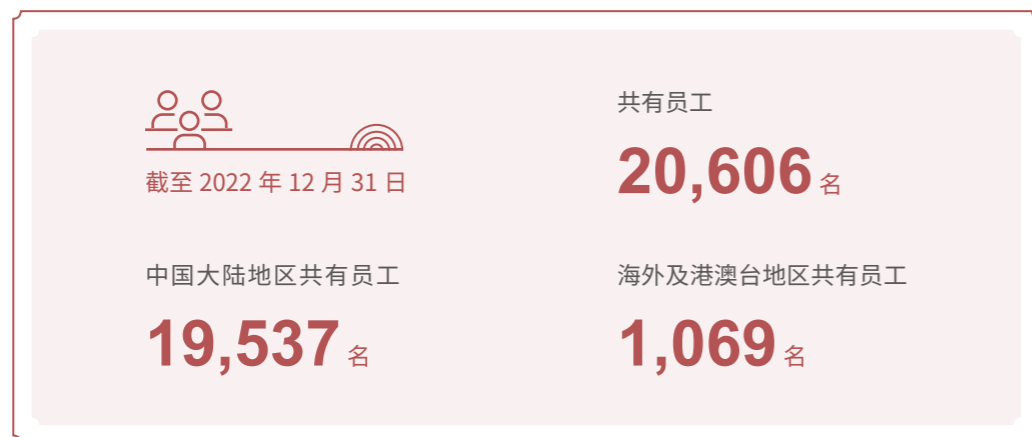 共有员工
20,606 名
截至 2022 年 12 月 31 日
中国大陆地区共有员工
19,537 名
海外及港澳台地区共有员工
1,069 名